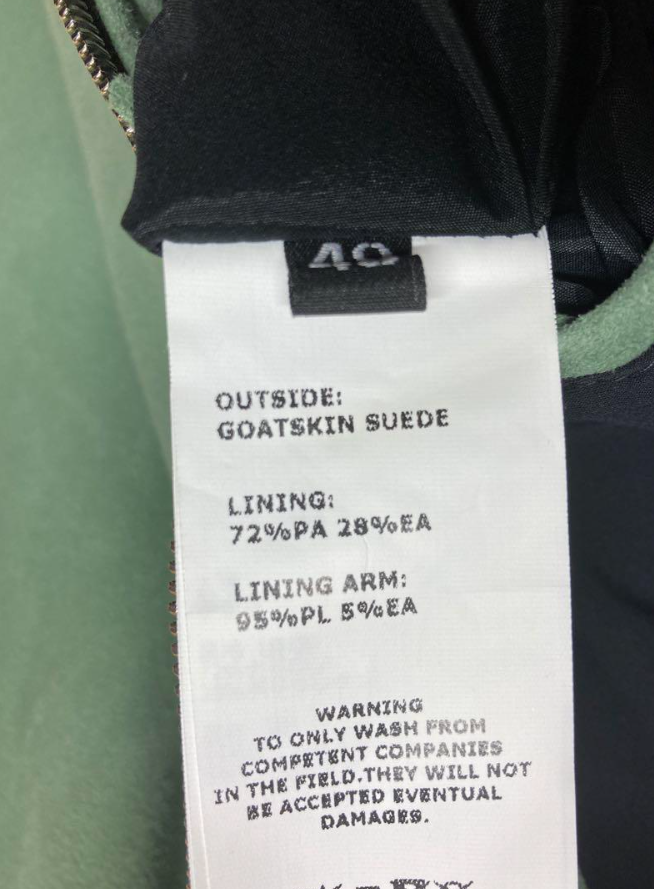 OUTSIDE:
GOATSKIN SUEDE
LINING:
72%PA 28%EA
LINING ARM:
95%PL 5%EA
WARNING
TO ONLY WASH FROM
COMPETENT COMPANIES
IN THE FIELD.THEY WILL NOT
BE ACCEPTED EVENTUAL
DAMAGES.